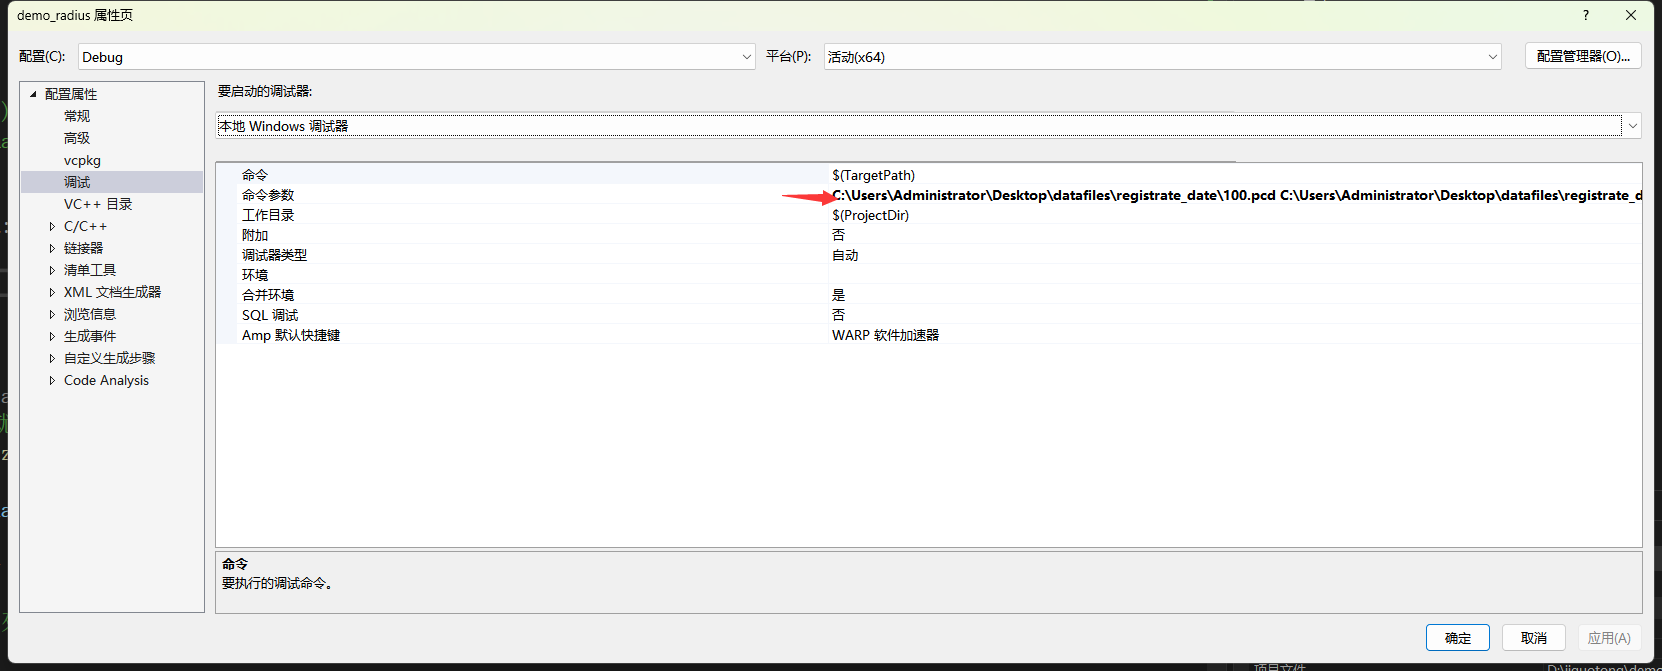 demo_radius 属性页
?
配置(C):
Debug
平台(P):
活动(x64)
配置管理器(O)...
配置属性
常规
高级
vcpkg
调试
VC++ 目录
C/C++
链接器
清单工具
XML 文档生成器
浏览信息
生成事件
自定义生成步骤
Code Analysis
要启动的调试器:
本地 Windows 调试器
命令 $(TargetPath)
命令参数 C:\Users\Administrator\Desktop\datafiles\registrate_date\100.pcd C:\Users\Administrator\Desktop\datafiles\registrate_d
工作目录 $(ProjectDir)
附加 否
调试器类型 自动
环境
合并环境 是
SQL 调试 否
Amp 默认快捷键 WARP 软件加速器
命令
要执行的调试命令。
确定
取消
应用(A)